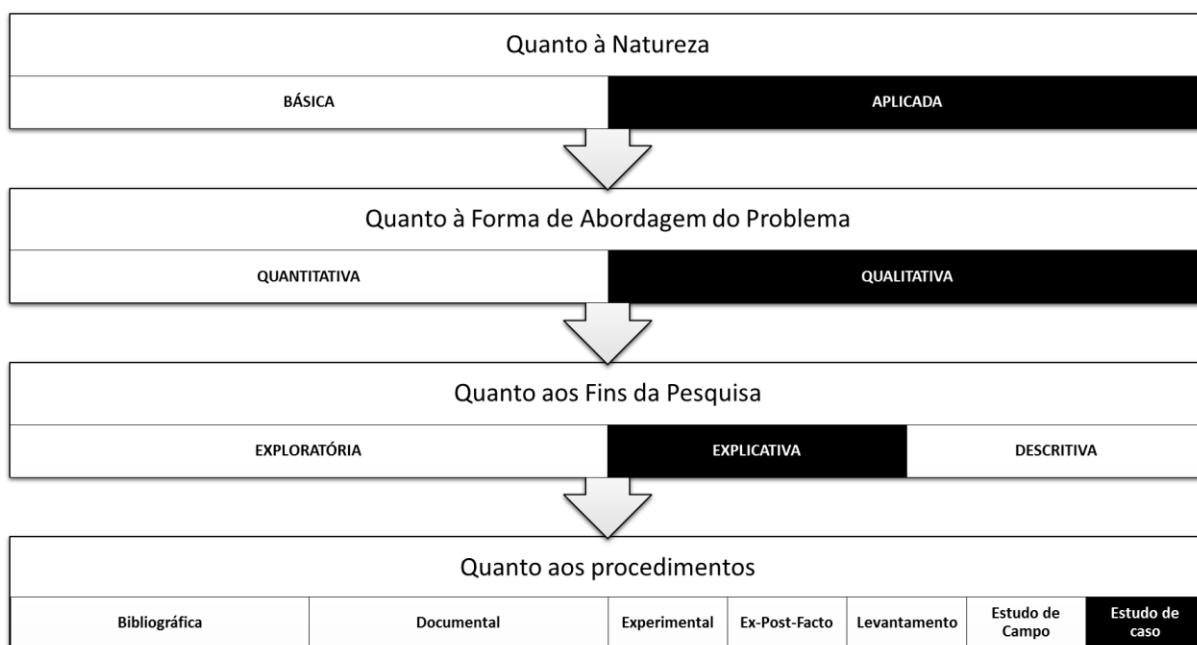 Quanto à Natureza
BÁSICA
APLICADA
Quanto à Forma de Abordagem do Problema
QUANTITATIVA
QUALITATIVA
Quanto aos Fins da Pesquisa
EXPLORATÓRIA
EXPLICATIVA
DESCRITIVA
Quanto aos procedimentos
Bibliográfica
Documental
Experimental
Ex-Post-Facto
Levantamento
Estudo de
Campo
Estudo de
caso